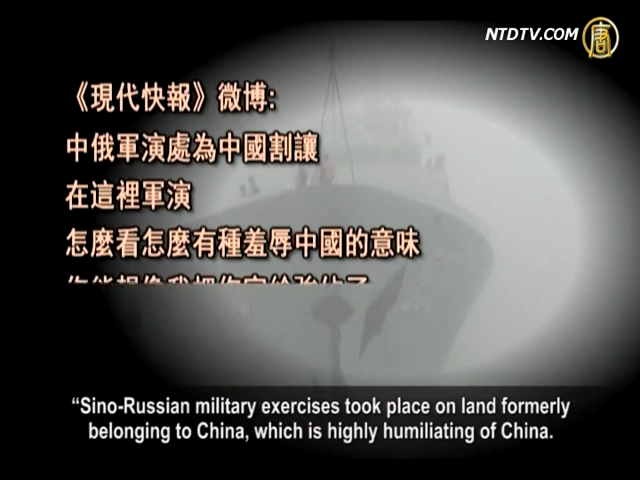 NTDTV.COM
唐
《現代快報》微博:
中俄軍演處為中國割讓
在這裡軍演
怎麼看怎麼有種羞辱中國的意味
“Sino-Russian military exercises took place on land formerly
belonging to China, which is highly humiliating of China.